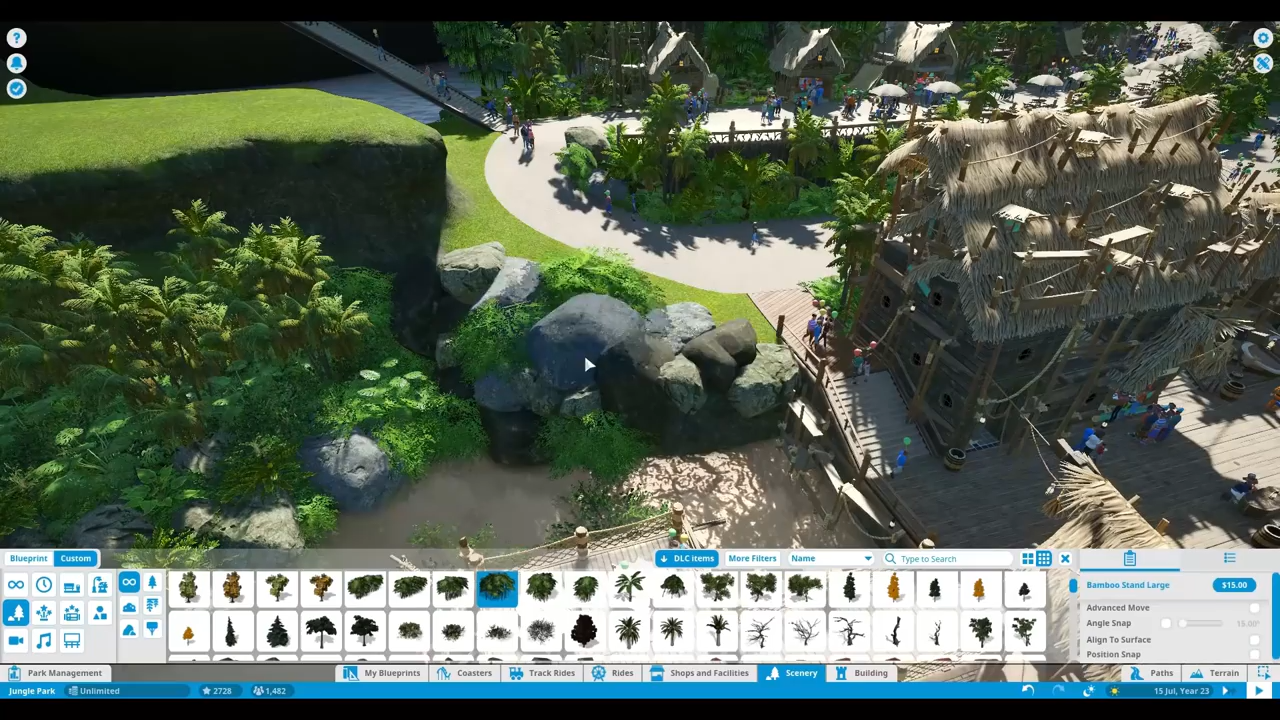 Blueprint Custom DLC items More Filters Name Type to Search
Bamboo Stand Large $15.00
Advanced Move
Angle Snap 15.00°
Align To Surface
Position Snap
Park Management My Blueprints Coasters Track Rides Rides Shops and Facilities Scenery Building Paths Terrain
Jungle Park Unlimited 2728 1,482 15 Jul, Year 23